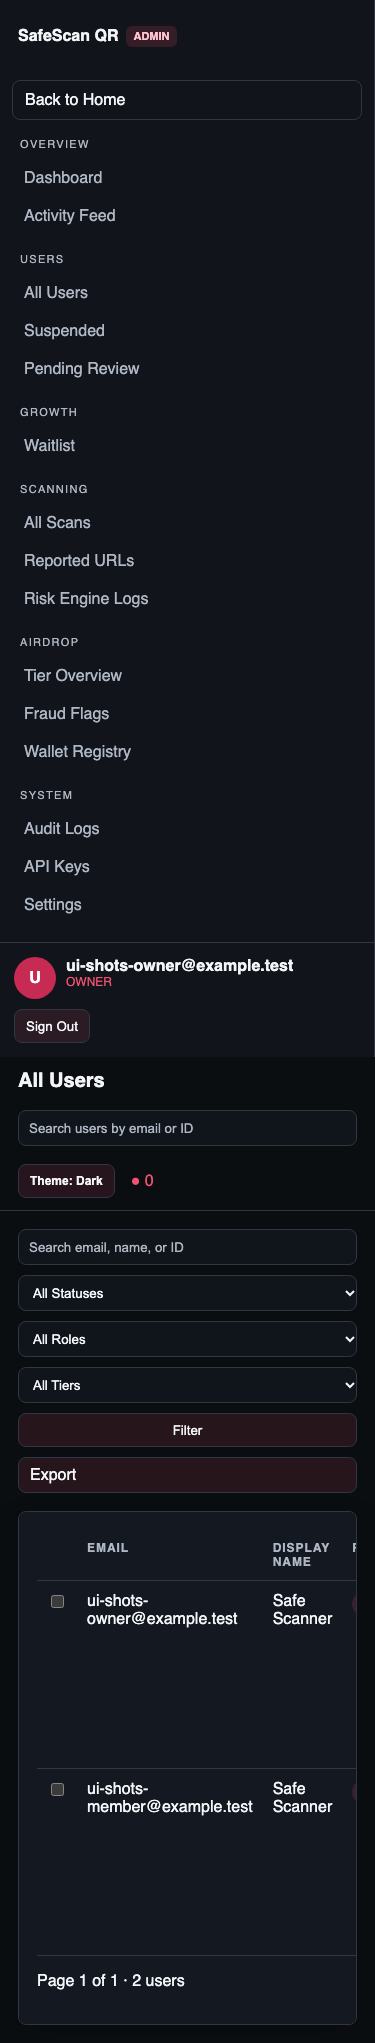 SafeScan QR ADMIN
Back to Home
OVERVIEW
Dashboard
Activity Feed
USERS
All Users
Suspended
Pending Review
GROWTH
Waitlist
SCANNING
All Scans
Reported URLs
Risk Engine Logs
AIRDROP
Tier Overview
Fraud Flags
Wallet Registry
SYSTEM
Audit Logs
API Keys
Settings
U
ui-shots-owner@example.test
OWNER
Sign Out
All Users
Search users by email or ID
Theme: Dark
0
Search email, name, or ID
All Statuses
All Roles
All Tiers
Filter
Export
EMAIL DISPLAY
NAME
ui-shots- Safe
owner@example.test Scanner
ui-shots- Safe
member@example.test Scanner
Page 1 of 1 · 2 users